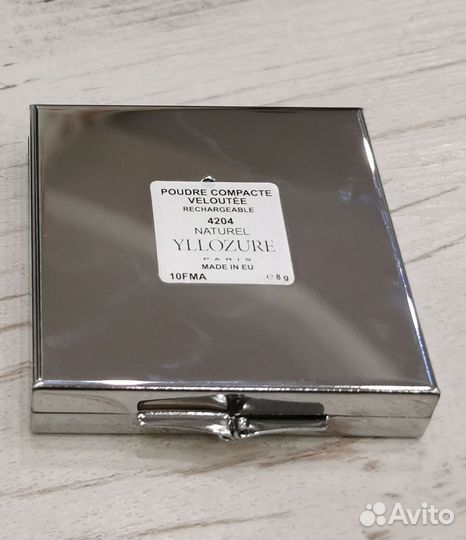 POUDRE COMPACTE
VELOUTÉE
RECHARGEABLE
4204
NATUREL
YLLOZURE
PARIS
MADE IN EU
10FMA ℮ 8 g
Avito